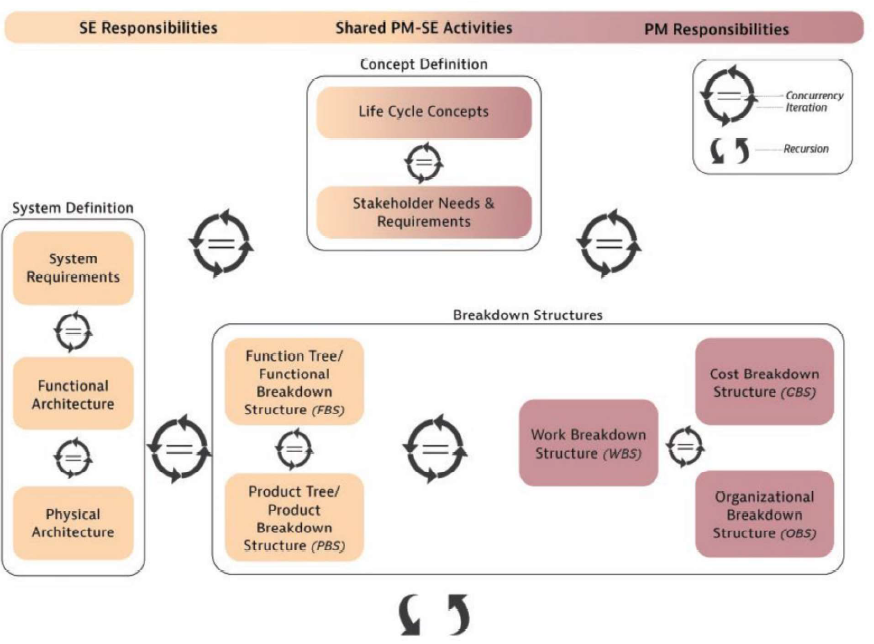 SE Responsibilities
Shared PM-SE Activities
PM Responsibilities
Concept Definition
Life Cycle Concepts
Stakeholder Needs &
Requirements
Concurrency
Iteration
Recursion
System Definition
System
Requirements
Functional
Architecture
Physical
Architecture
Breakdown Structures
Function Tree/
Functional
Breakdown
Structure (FBS)
Product Tree/
Product
Breakdown
Structure (PBS)
Work Breakdown
Structure (WBS)
Cost Breakdown
Structure (CBS)
Organizational
Breakdown
Structure (OBS)